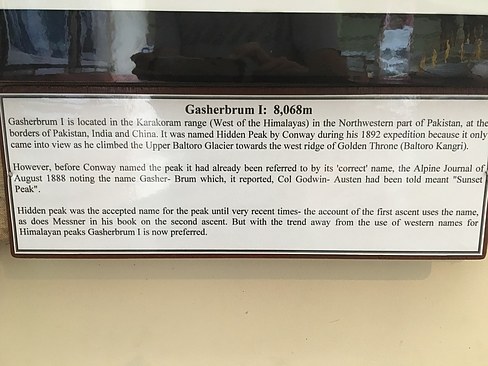 Gasherbrum I: 8,068m
Gasherbrum I is located in the Karakoram range (West of the Himalayas) in the Northwestern part of Pakistan, at the
borders of Pakistan, India and China. It was named Hidden Peak by Conway during his 1892 expedition because it only
came into view as he climbed the Upper Baltoro Glacier towards the west ridge of Golden Throne (Baltoro Kangri).
However, before Conway named the peak it had already been referred to by its 'correct' name, the Alpine Journal of
August 1888 noting the name Gasher- Brum which, it reported, Col Godwin- Austen had been told meant "Sunset
Peak".
Hidden peak was the accepted name for the peak until very recent times- the account of the first ascent uses the name,
as does Messner in his book on the second ascent. But with the trend away from the use of western names for
Himalayan peaks Gasherbrum I is now preferred.